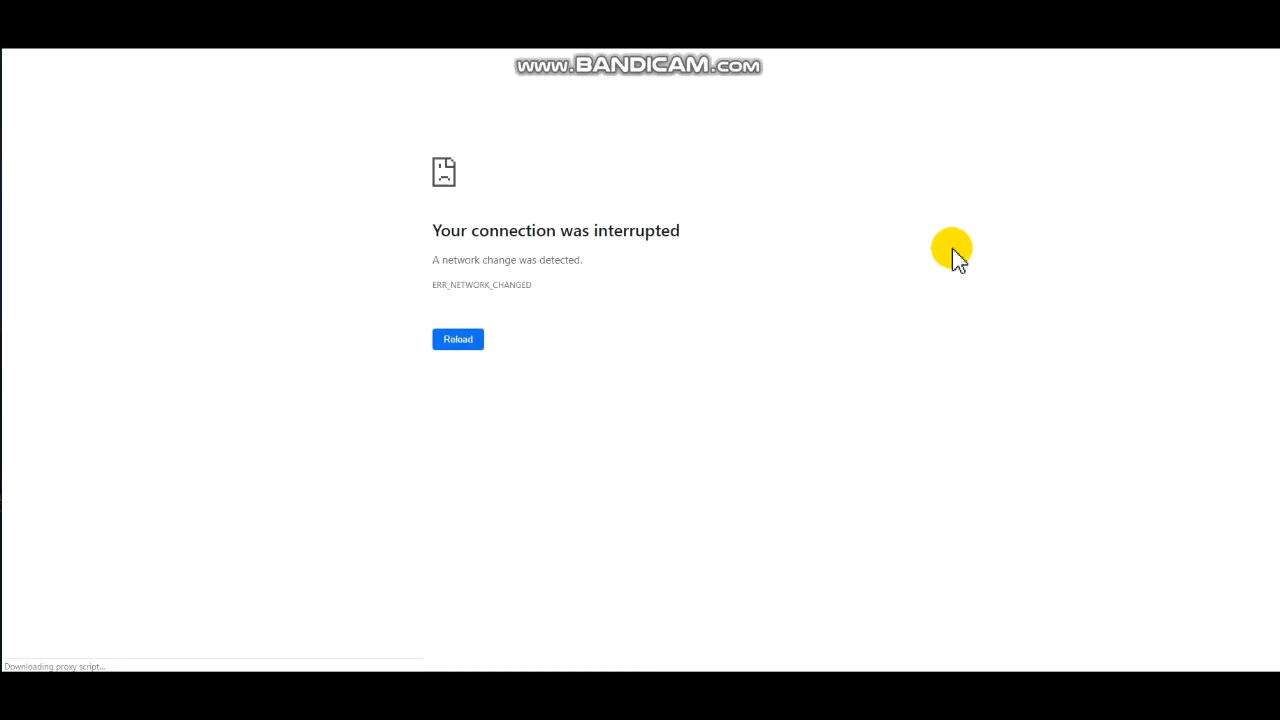 www.BANDICAM.com
Your connection was interrupted
A network change was detected.
ERR_NETWORK_CHANGED
Reload
Downloading proxy script...